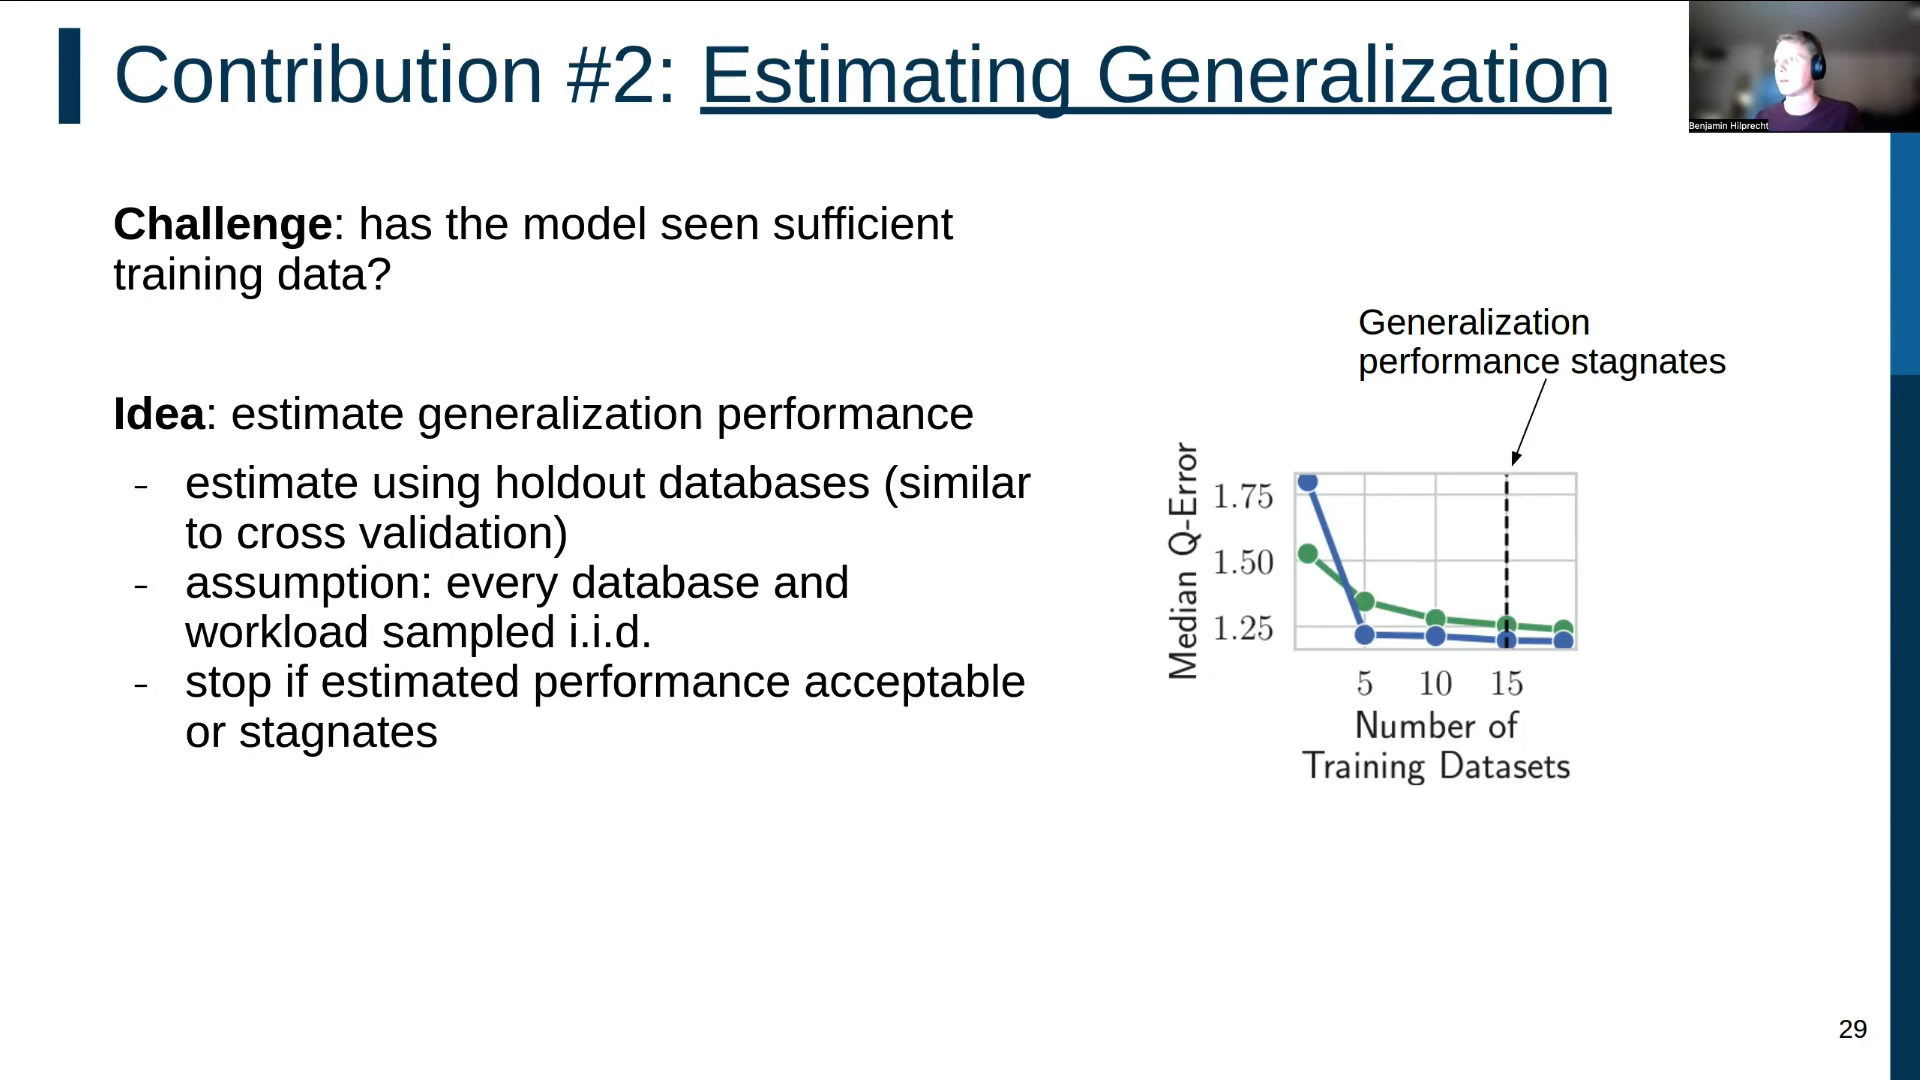 Contribution #2: Estimating Generalization
Benjamin Hilprecht
Challenge: has the model seen sufficient
training data?
Idea: estimate generalization performance
- estimate using holdout databases (similar
to cross validation)
- assumption: every database and
workload sampled i.i.d.
- stop if estimated performance acceptable
or stagnates
Generalization
performance stagnates
Median Q-Error
1.75
1.50
1.25
5 10 15
Number of
Training Datasets
29